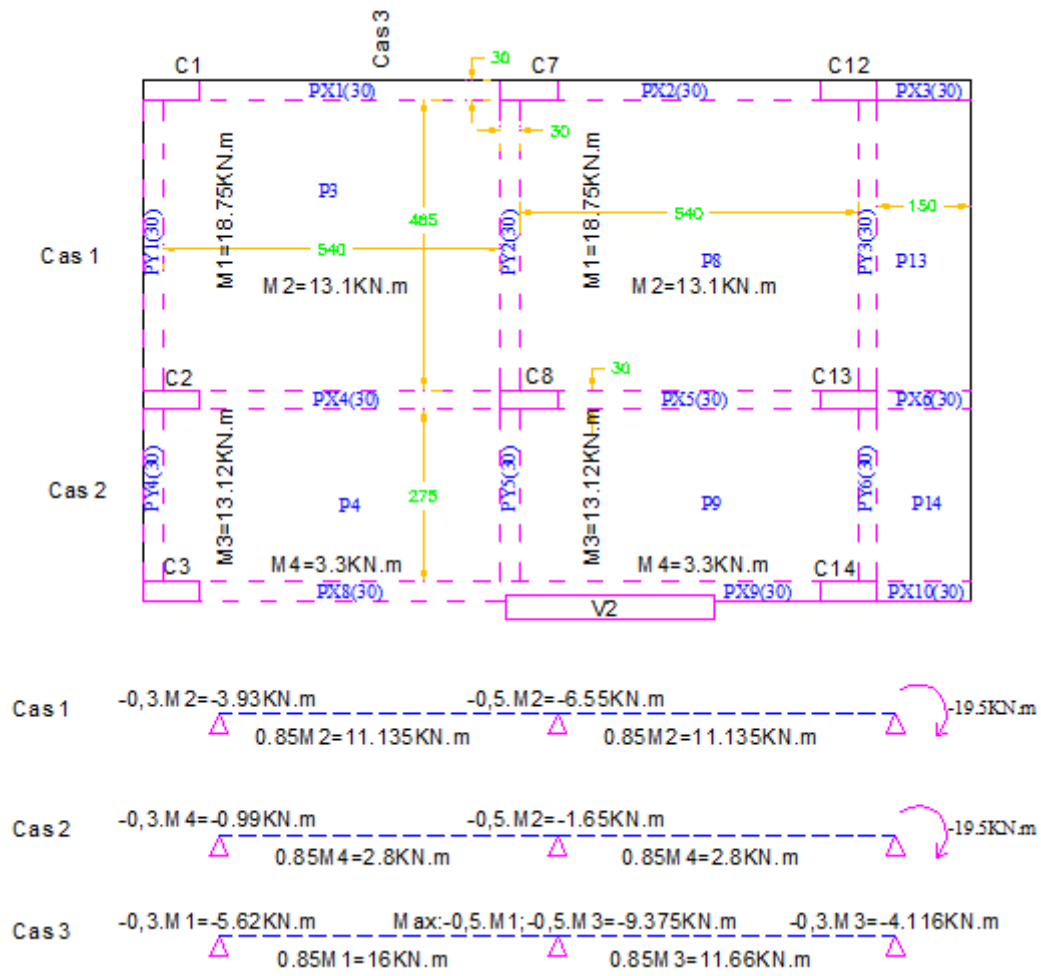 Cas 3
30
C1
C7
C12
PX1(30)
PX2(30)
PX3(30)
30
M1=18.75KN.m
M1=18.75KN.m
P3
465
PY1(30)
PY2(30)
PY3(30)
540
540
150
Cas 1
P8
P13
M2=13.1KN.m
M2=13.1KN.m
C2
C8
30
C13
PX4(30)
PX5(30)
PX6(30)
M3=13.12KN.m
M3=13.12KN.m
PY4(30)
PY5(30)
PY6(30)
Cas 2
275
P4
P9
P14
C3
M4=3.3KN.m
M4=3.3KN.m
C14
PX8(30)
PX9(30)
PX10(30)
V2
Cas 1
-0,3.M2=-3.93KN.m
-0,5.M2=-6.55KN.m
-19.5KN.m
0.85M2=11.135KN.m
0.85M2=11.135KN.m
Cas 2
-0,3.M4=-0.99KN.m
-0,5.M2=-1.65KN.m
-19.5KN.m
0.85M4=2.8KN.m
0.85M4=2.8KN.m
Cas 3
-0,3.M1=-5.62KN.m
Max:-0,5.M1;-0,5.M3=-9.375KN.m
-0,3.M3=-4.116KN.m
0.85M1=16KN.m
0.85M3=11.66KN.m